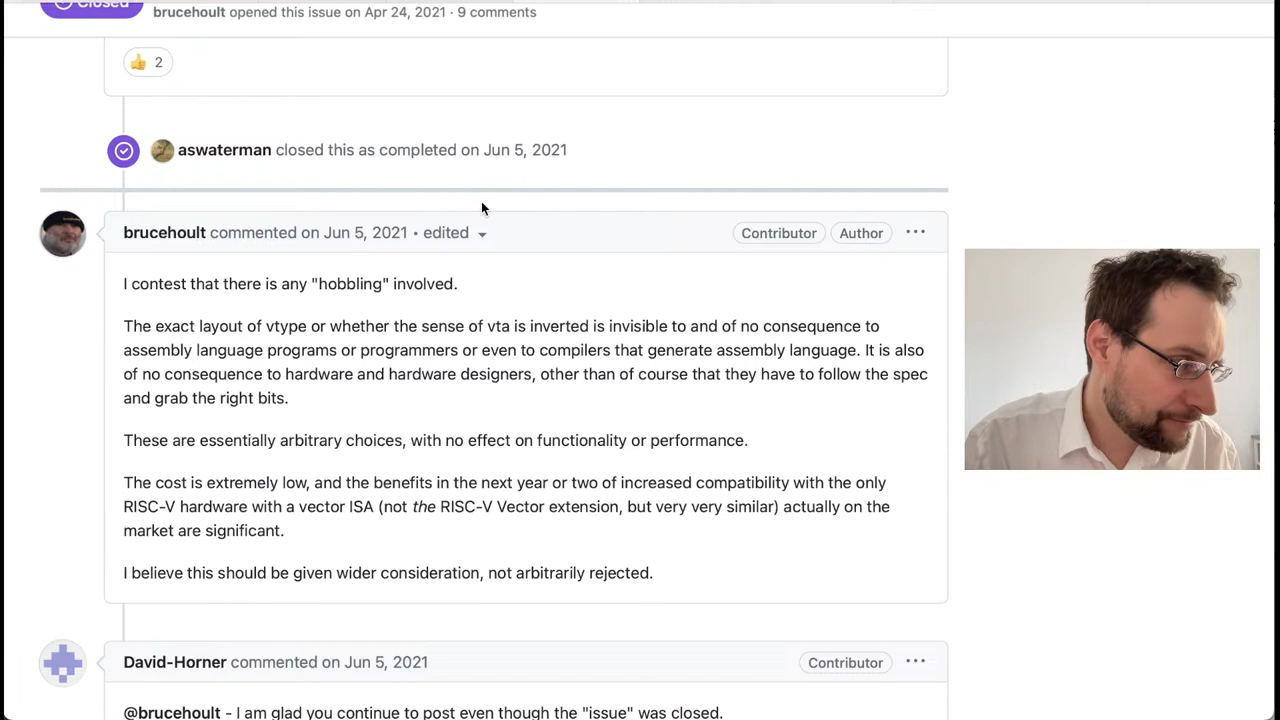 Closed
brucehoult opened this issue on Apr 24, 2021 · 9 comments
👍 2
aswaterman closed this as completed on Jun 5, 2021
brucehoult commented on Jun 5, 2021 • edited
Contributor
Author
I contest that there is any "hobbling" involved.
The exact layout of vtype or whether the sense of vta is inverted is invisible to and of no consequence to
assembly language programs or programmers or even to compilers that generate assembly language. It is also
of no consequence to hardware and hardware designers, other than of course that they have to follow the spec
and grab the right bits.
These are essentially arbitrary choices, with no effect on functionality or performance.
The cost is extremely low, and the benefits in the next year or two of increased compatibility with the only
RISC-V hardware with a vector ISA (not the RISC-V Vector extension, but very very similar) actually on the
market are significant.
I believe this should be given wider consideration, not arbitrarily rejected.
David-Horner commented on Jun 5, 2021
Contributor
@brucehoult - I am glad you continue to post even though the "issue" was closed.